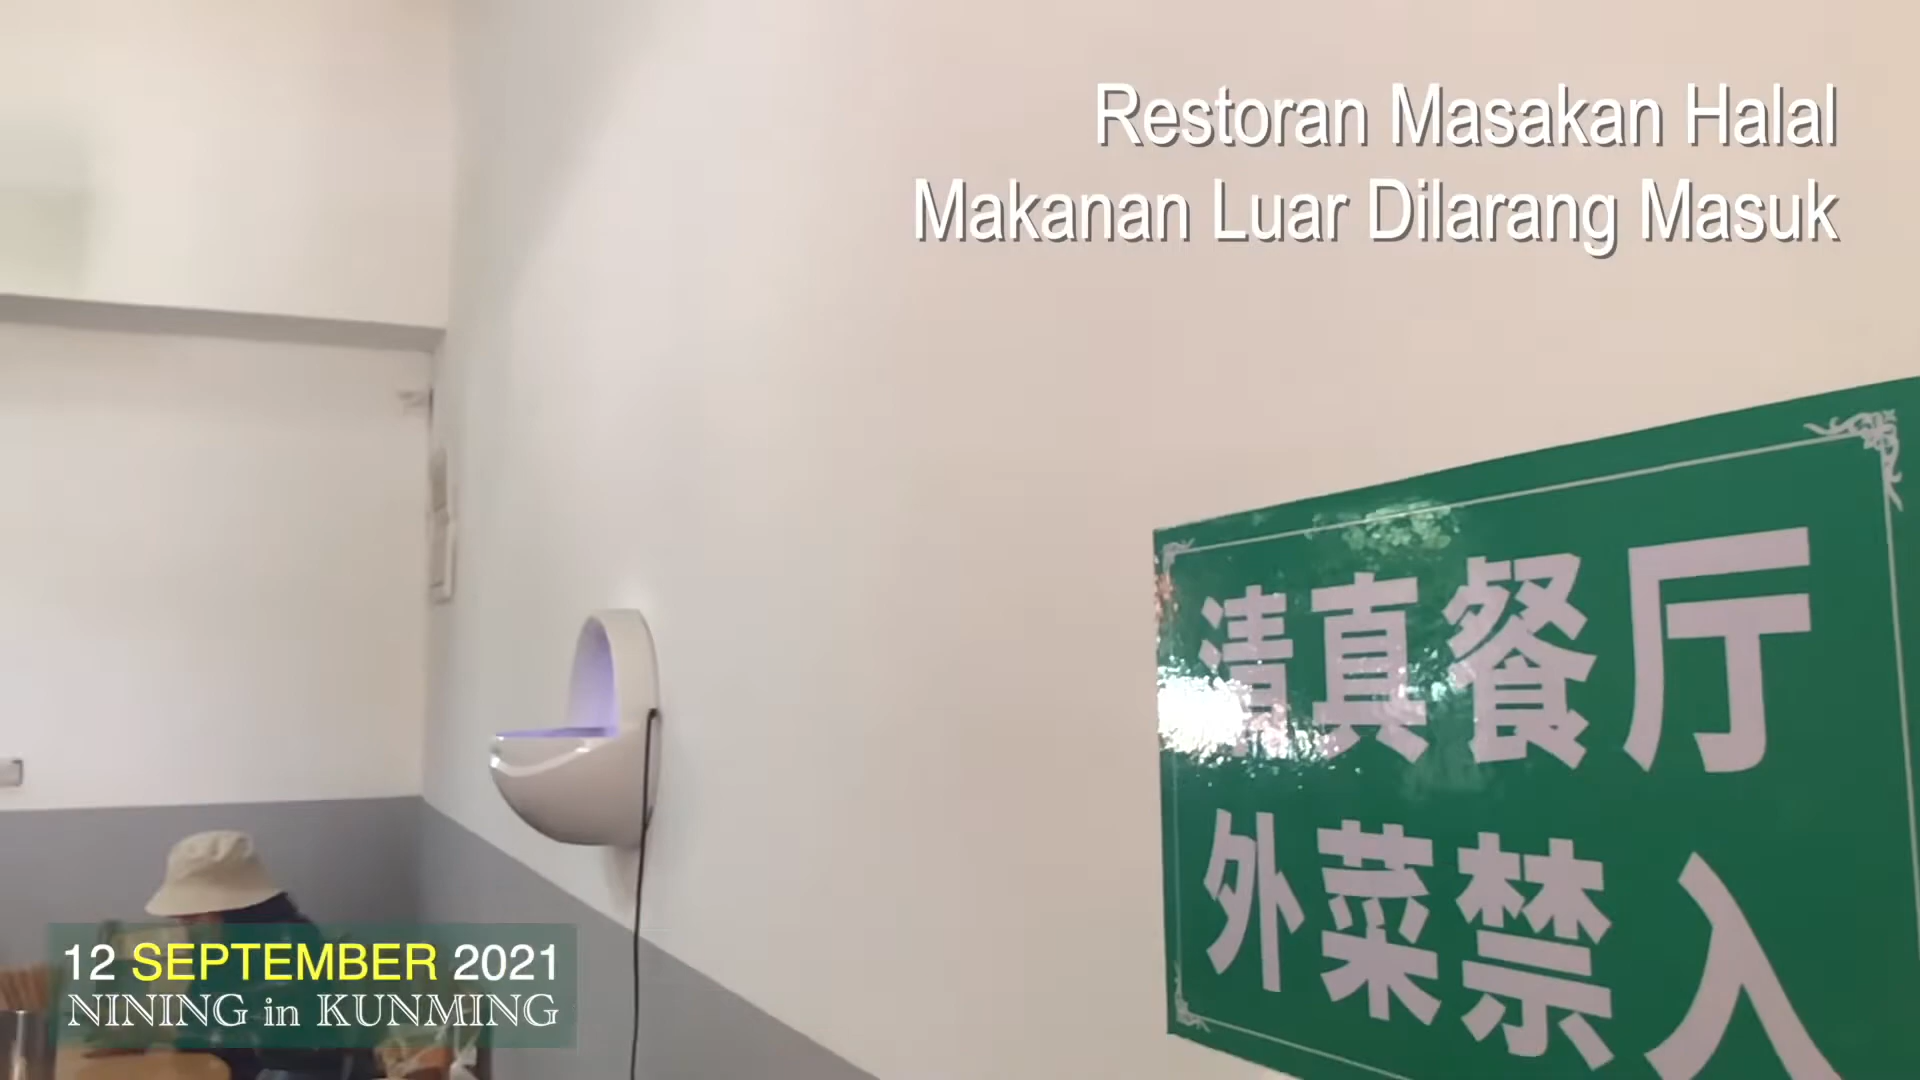 Restoran Masakan Halal
Makanan Luar Dilarang Masuk
清真餐厅
外菜禁入
12 SEPTEMBER 2021
NINING in KUNMING